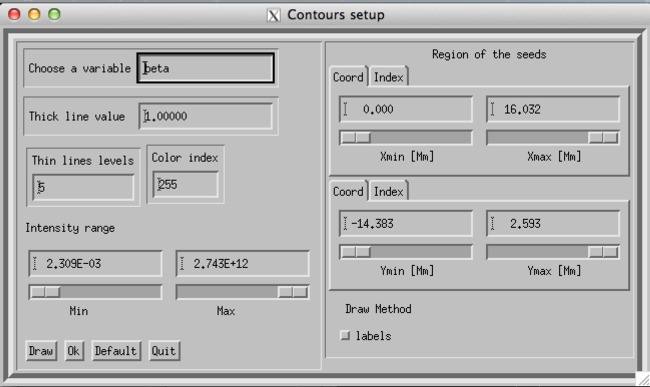 Contours setup
Choose a variable beta
Thick line value 1.00000
Thin lines levels
5
Color index
255
Intensity range
2.309E-03 2.743E+12
Min Max
Draw Ok Default Quit
Region of the seeds
Coord Index
0.000 16.032
Xmin [Mm] Xmax [Mm]
Coord Index
-14.383 2.593
Ymin [Mm] Ymax [Mm]
Draw Method
labels